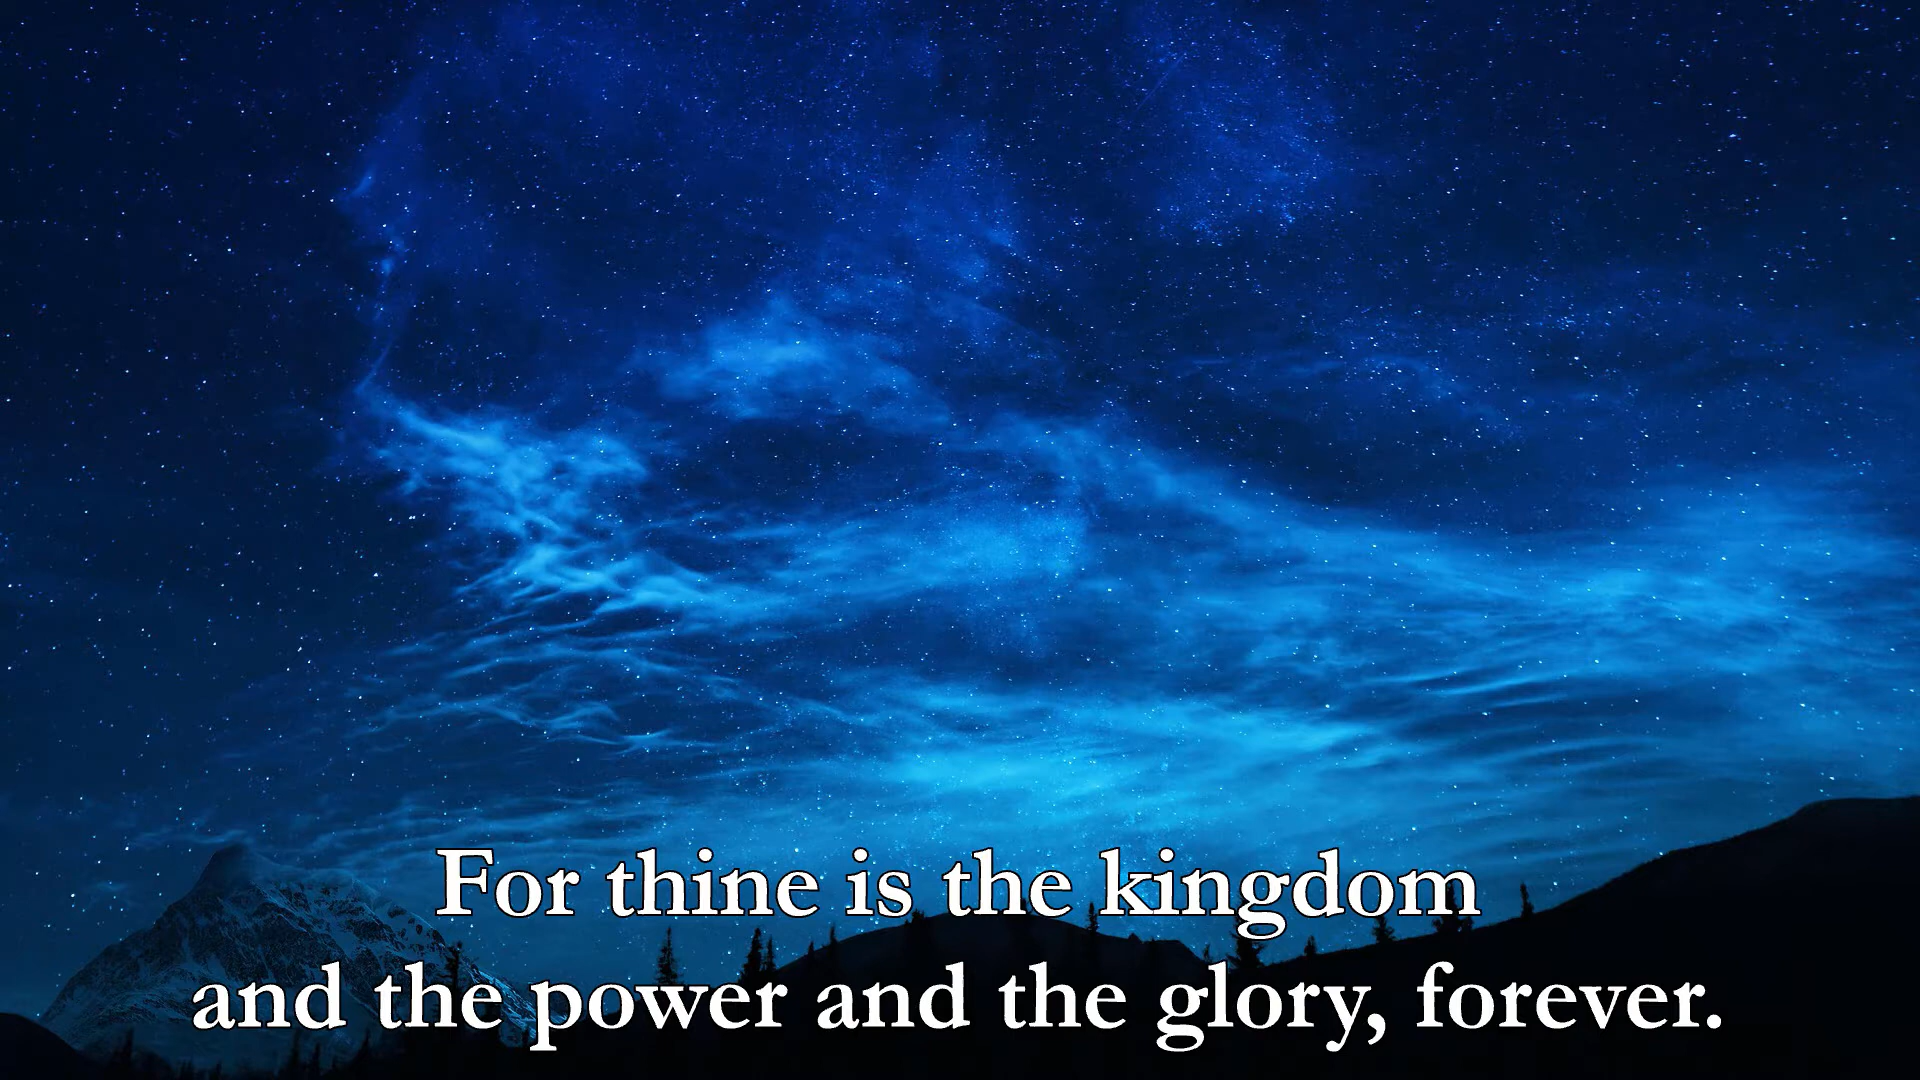 For thine is the kingdom
and the power and the glory, forever.